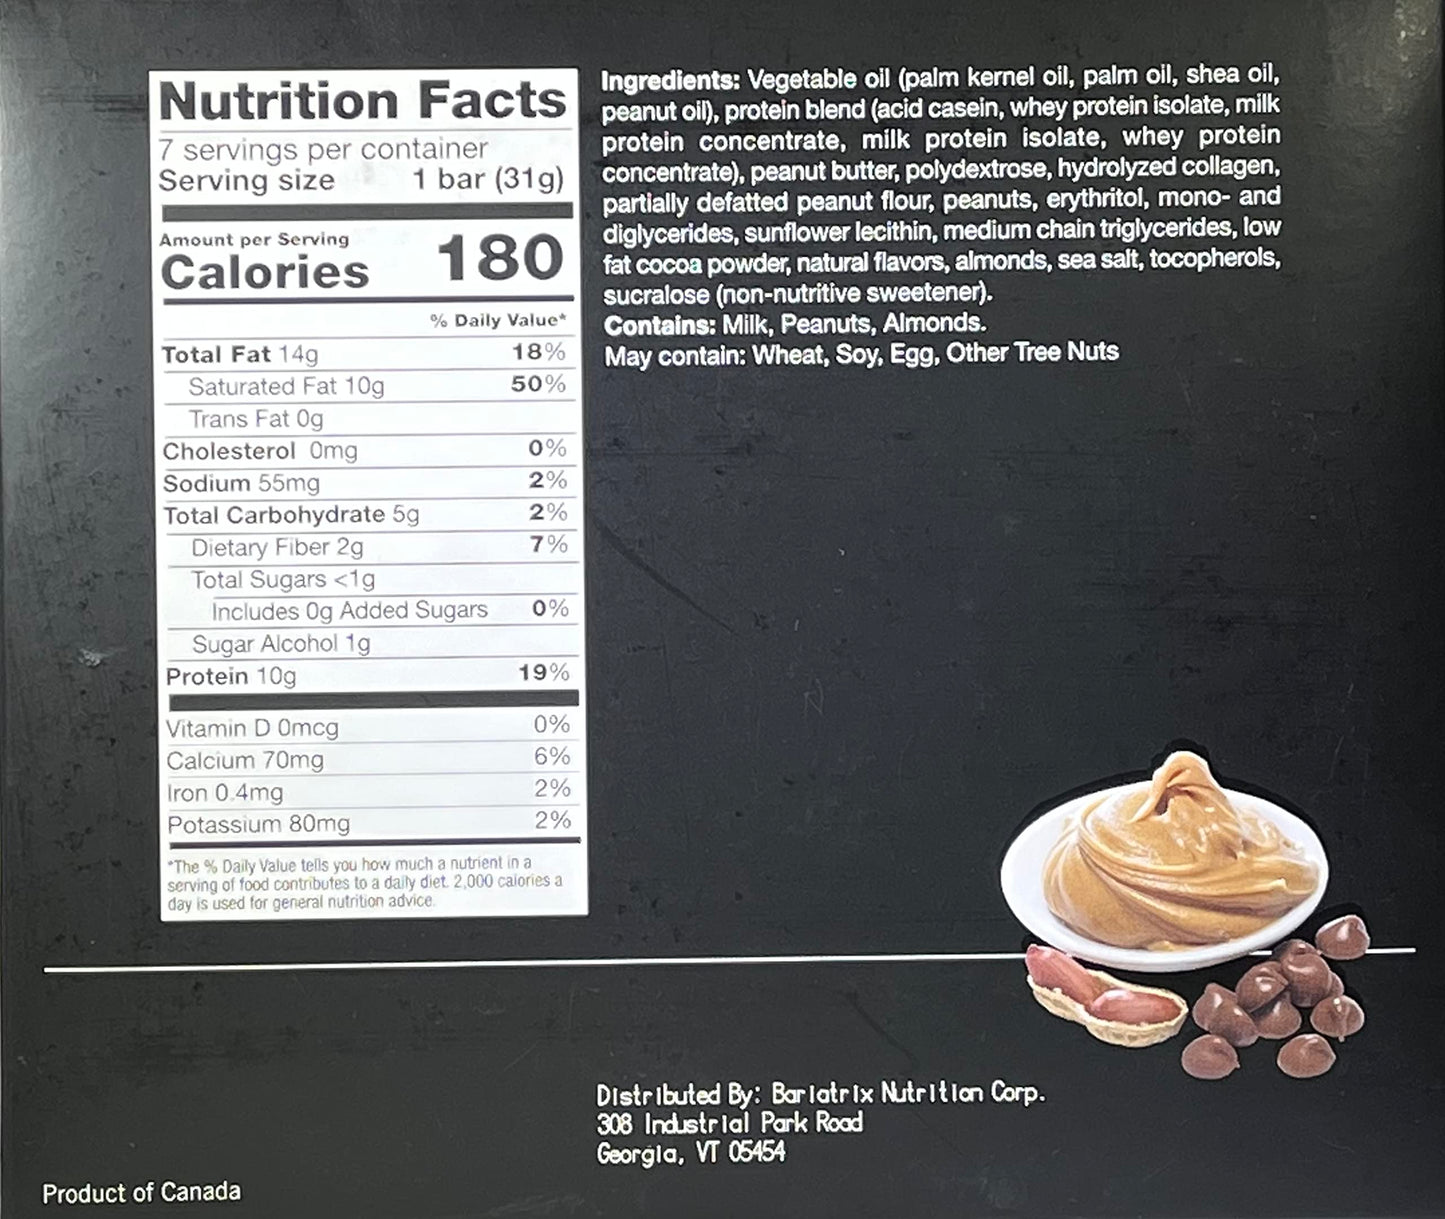 Nutrition Facts
7 servings per container
Serving size 1 bar (31g)
Amount per Serving
Calories 180
% Daily Value*
Total Fat 14g 18%
Saturated Fat 10g 50%
Trans Fat 0g
Cholesterol 0mg 0%
Sodium 55mg 2%
Total Carbohydrate 5g 2%
Dietary Fiber 2g 7%
Total Sugars <1g
Includes 0g Added Sugars 0%
Sugar Alcohol 1g
Protein 10g 19%
Vitamin D 0mcg 0%
Calcium 70mg 6%
Iron 0.4mg 2%
Potassium 80mg 2%
*The % Daily Value tells you how much a nutrient in a
serving of food contributes to a daily diet. 2,000 calories a
day is used for general nutrition advice.
Ingredients: Vegetable oil (palm kernel oil, palm oil, shea oil,
peanut oil), protein blend (acid casein, whey protein isolate, milk
protein concentrate, milk protein isolate, whey protein
concentrate), peanut butter, polydextrose, hydrolyzed collagen,
partially defatted peanut flour, peanuts, erythritol, mono- and
diglycerides, sunflower lecithin, medium chain triglycerides, low
fat cocoa powder, natural flavors, almonds, sea salt, tocopherols,
sucralose (non-nutritive sweetener).
Contains: Milk, Peanuts, Almonds.
May contain: Wheat, Soy, Egg, Other Tree Nuts
Distributed By: Bariatrix Nutrition Corp.
308 Industrial Park Road
Georgia, VT 05454
Product of Canada